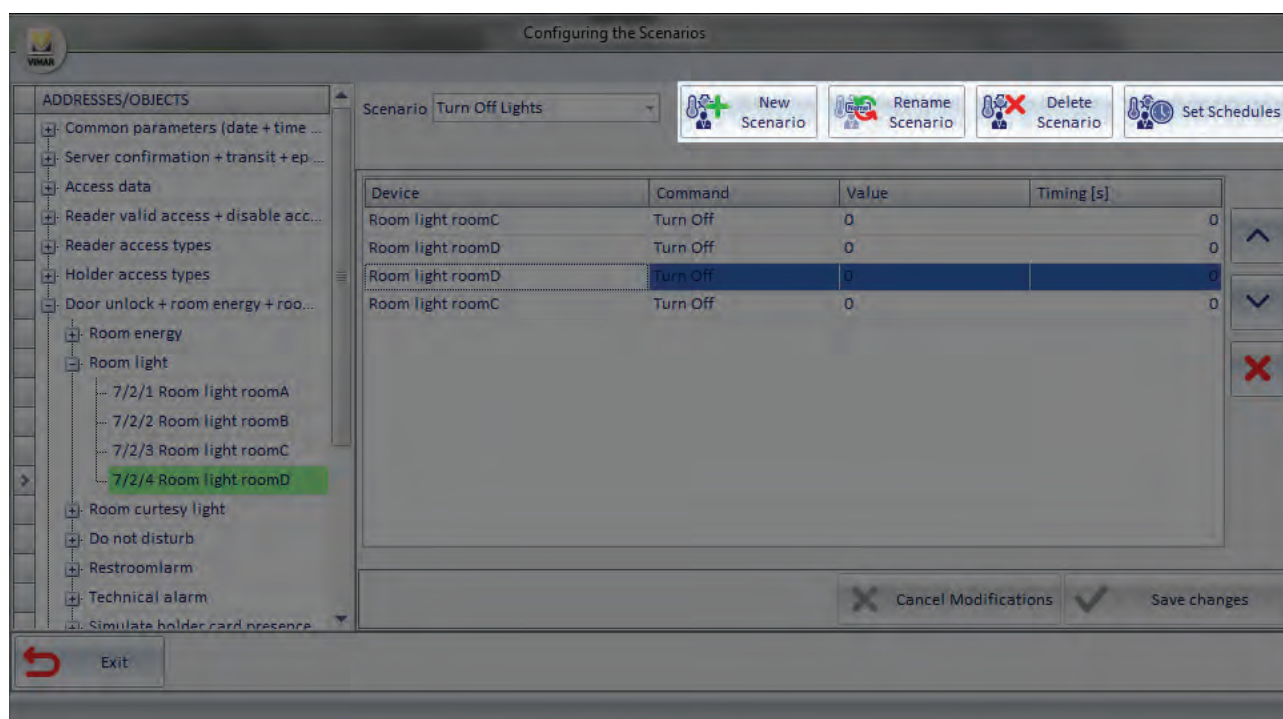 Configuring the Scenarios
VIMAR
ADDRESSES/OBJECTS
Common parameters (date + time ...
Server confirmation + transit + ep ...
Access data
Reader valid access + disable acc...
Reader access types
Holder access types
Door unlock + room energy + roo...
Room energy
Room light
7/2/1 Room light roomA
7/2/2 Room light roomB
7/2/3 Room light roomC
7/2/4 Room light roomD
Room curtesy light
Do not disturb
Restroomlarm
Technical alarm
Simulate holder card presence
Scenario Turn Off Lights
New Scenario
Rename Scenario
Delete Scenario
Set Schedules
Device Command Value Timing [s]
Room light roomC Turn Off 0 0
Room light roomD Turn Off 0 0
Room light roomD Turn Off 0 0
Room light roomC Turn Off 0 0
Cancel Modifications
Save changes
Exit